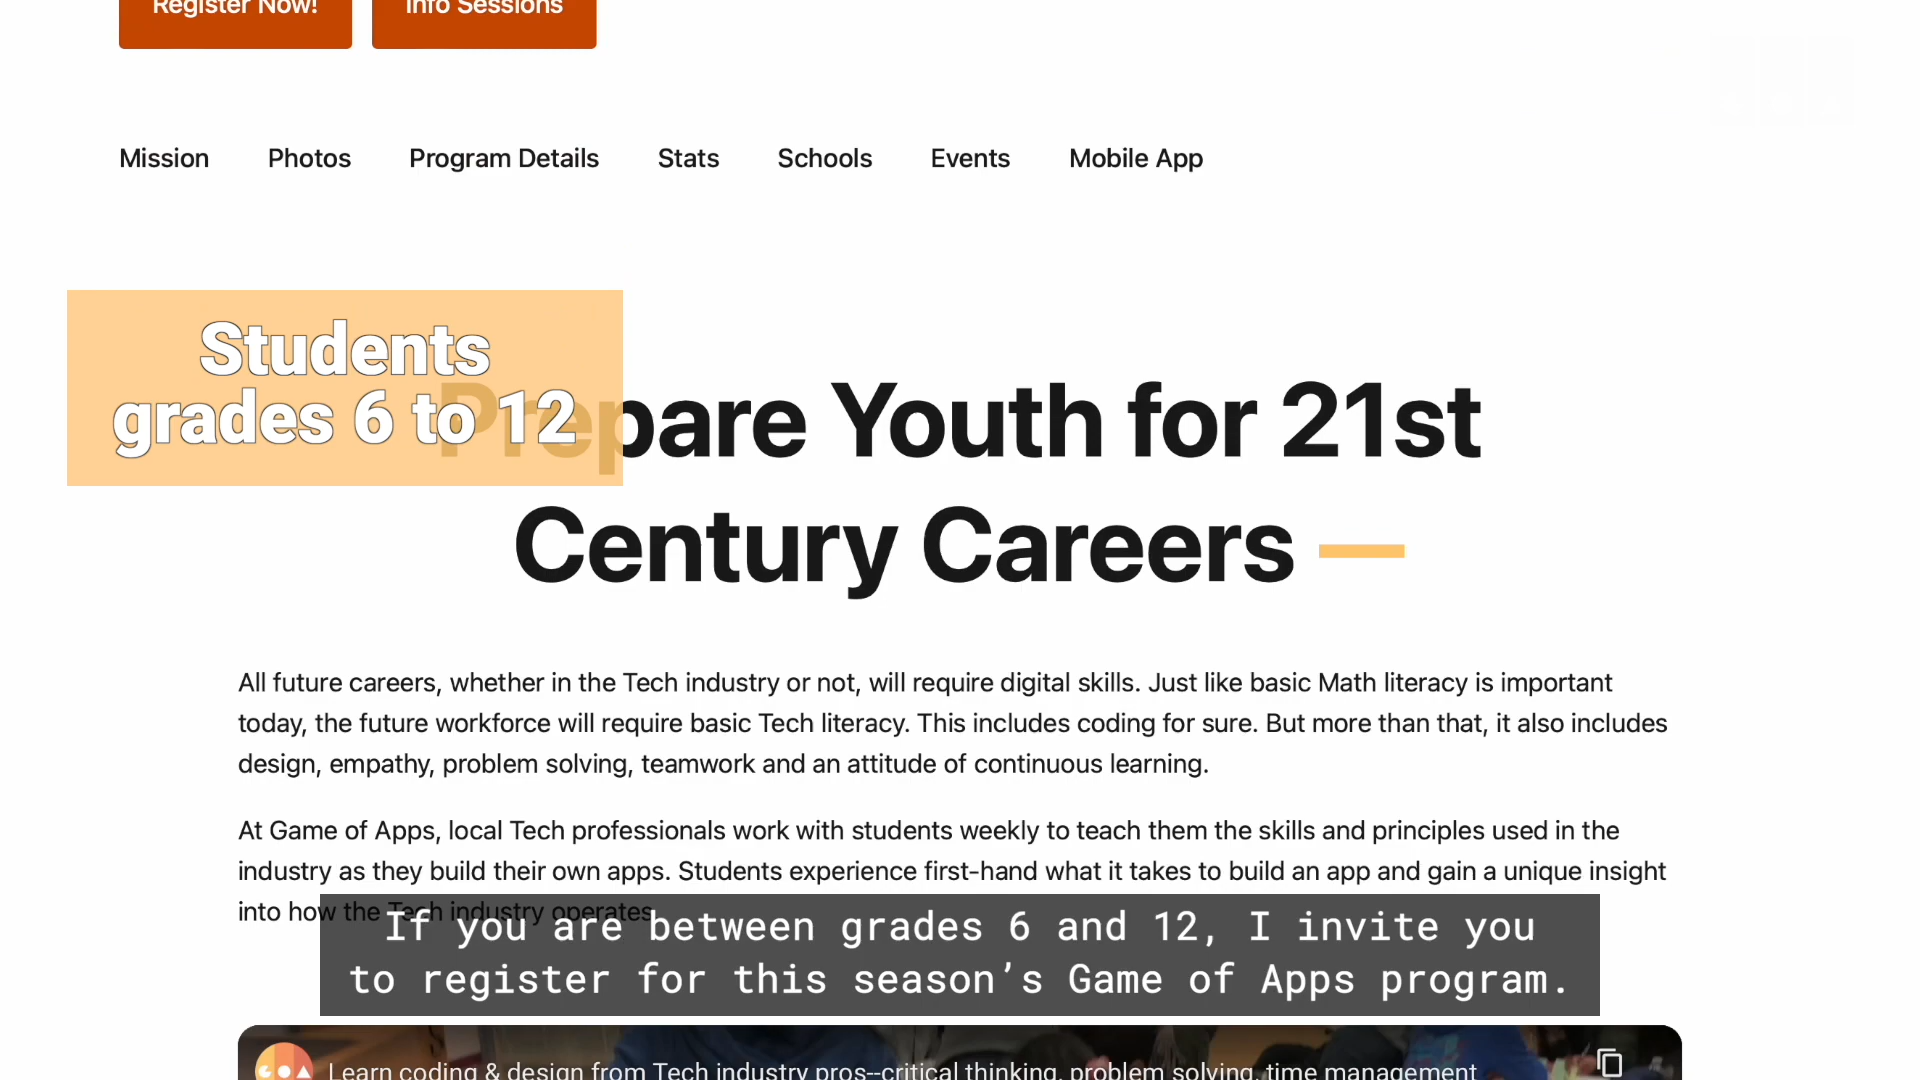 Register Now!
Info Sessions
Mission
Photos
Program Details
Stats
Schools
Events
Mobile App
Students
grades 6 to 12
Prepare Youth for 21st
Century Careers —
All future careers, whether in the Tech industry or not, will require digital skills. Just like basic Math literacy is important
today, the future workforce will require basic Tech literacy. This includes coding for sure. But more than that, it also includes
design, empathy, problem solving, teamwork and an attitude of continuous learning.
At Game of Apps, local Tech professionals work with students weekly to teach them the skills and principles used in the
industry as they build their own apps. Students experience first-hand what it takes to build an app and gain a unique insight
into how the Tech industry operates.
If you are between grades 6 and 12, I invite you
to register for this season’s Game of Apps program.
Learn coding & design from Tech industry pros--critical thinking, problem solving, time management